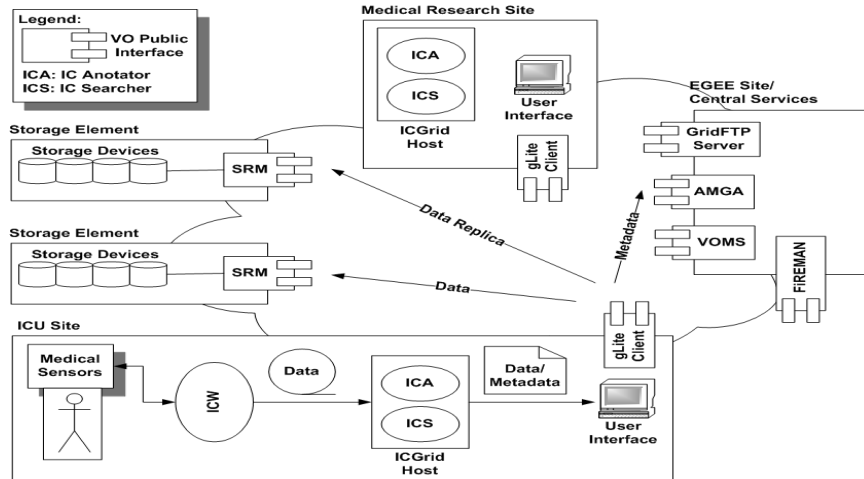 Legend:
VO Public
Interface
ICA: IC Anotator
ICS: IC Searcher
Medical Research Site
ICA
ICS
ICGrid
Host
User
Interface
gLite
Client
EGEE Site/
Central Services
GridFTP
Server
AMGA
VOMS
FiREMAN
Storage Element
Storage Devices
SRM
Data Replica
Metadata
Storage Element
Storage Devices
SRM
Data
ICU Site
Medical
Sensors
ICW
Data
ICA
ICS
ICGrid
Host
Data/
Metadata
gLite
Client
User
Interface